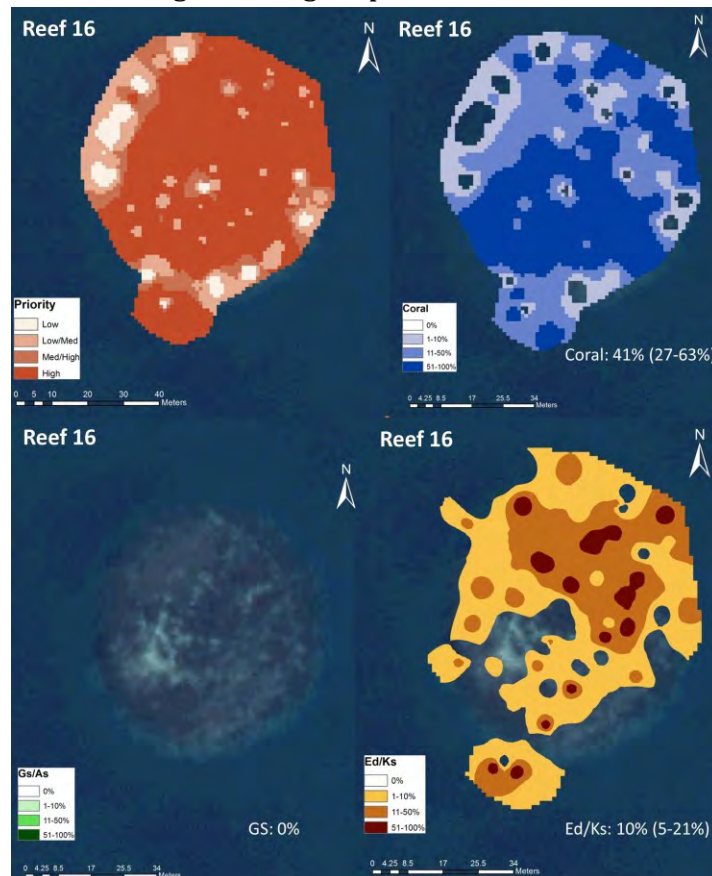 Reef 16
N
Priority
Low
Low/Med
Med/High
High
0 5 10 20 30 40
Meters
Reef 16
N
Coral
0%
1-10%
11-50%
51-100%
Coral: 41% (27-63%)
0 4.25 8.5 17 25.5 34
Meters
Reef 16
N
Gs/As
0%
1-10%
11-50%
51-100%
GS: 0%
0 4.25 8.5 17 25.5 34
Meters
Reef 16
N
Ed/Ks
0%
1-10%
11-50%
51-100%
Ed/Ks: 10% (5-21%)
0 4.25 8.5 17 25.5 34
Meters